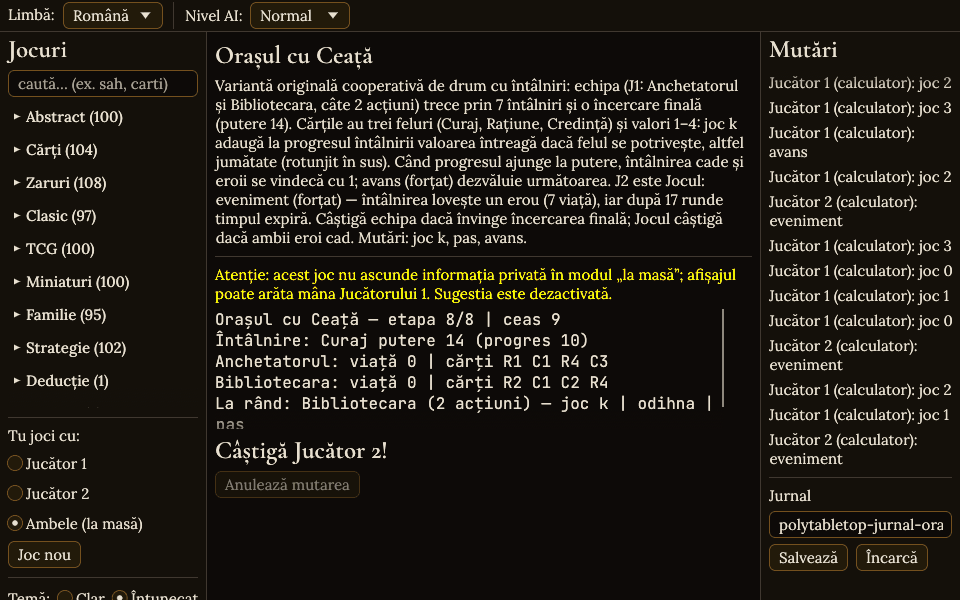 Limbă: Română ▼ Nivel AI: Normal ▼
Jocuri
caută... (ex. sah, carti)
▸ Abstract (100)
▸ Cărți (104)
▸ Zaruri (108)
▸ Clasic (97)
▸ TCG (100)
▸ Miniaturi (100)
▸ Familie (95)
▸ Strategie (102)
▸ Deducție (1)
Tu joci cu:
Jucător 1
Jucător 2
Ambele (la masă)
Joc nou
Temă: Clar Întunecat
Orașul cu Ceață
Variantă originală cooperativă de drum cu întâlniri: echipa (J1: Anchetatorul
și Bibliotecara, câte 2 acțiuni) trece prin 7 întâlniri și o încercare finală
(putere 14). Cărțile au trei feluri (Curaj, Rațiune, Credință) și valori 1–4: joc k
adaugă la progresul întâlnirii valoarea întreagă dacă felul se potrivește, altfel
jumătate (rotunjit în sus). Când progresul ajunge la putere, întâlnirea cade și
eroii se vindecă cu 1; avans (forțat) dezvăluie următoarea. J2 este Jocul:
eveniment (forțat) — întâlnirea lovește un erou (7 viață), iar după 17 runde
timpul expiră. Câștigă echipa dacă învinge încercarea finală; Jocul câștigă
dacă ambii eroi cad. Mutări: joc k, pas, avans.
Atenție: acest joc nu ascunde informația privată în modul „la masă”; afișajul
poate arăta mâna Jucătorului 1. Sugestia este dezactivată.
Orașul cu Ceață — etapa 8/8 | ceas 9
Întâlnire: Curaj putere 14 (progres 10)
Anchetatorul: viață 0 | cărți R1 C1 R4 C3
Bibliotecara: viață 0 | cărți R2 C1 C2 R4
La rând: Bibliotecara (2 acțiuni) — joc k | odihna |
pas
Câștigă Jucător 2!
Anulează mutarea
Mutări
Jucător 1 (calculator): joc 2
Jucător 1 (calculator): joc 3
Jucător 1 (calculator):
avans
Jucător 1 (calculator): joc 2
Jucător 2 (calculator):
eveniment
Jucător 1 (calculator): joc 3
Jucător 1 (calculator): joc 0
Jucător 1 (calculator): joc 1
Jucător 1 (calculator): joc 0
Jucător 2 (calculator):
eveniment
Jucător 1 (calculator): joc 2
Jucător 1 (calculator): joc 1
Jucător 2 (calculator):
eveniment
Jurnal
polytabletop-jurnal-ora
Salvează Încarcă